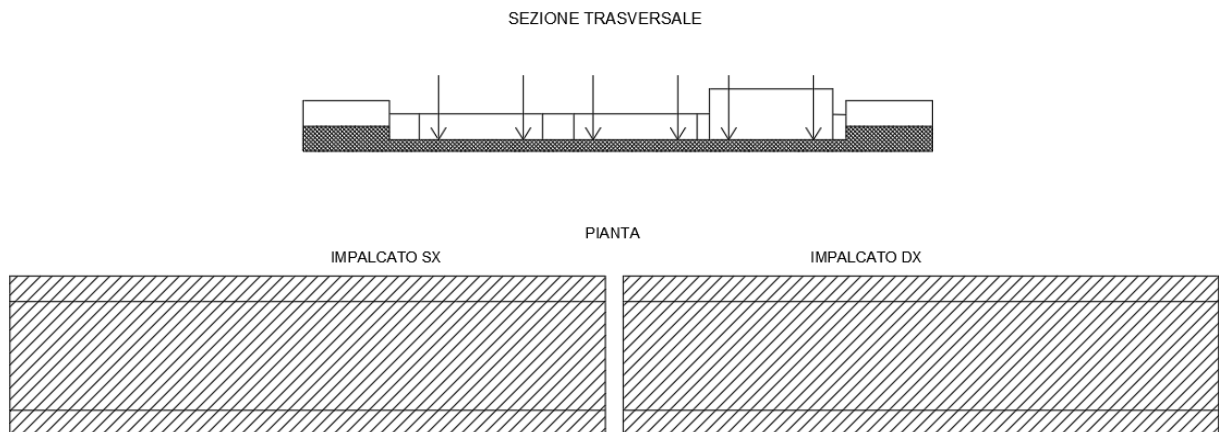 SEZIONE TRASVERSALE
PIANTA
IMPALCATO SX
IMPALCATO DX